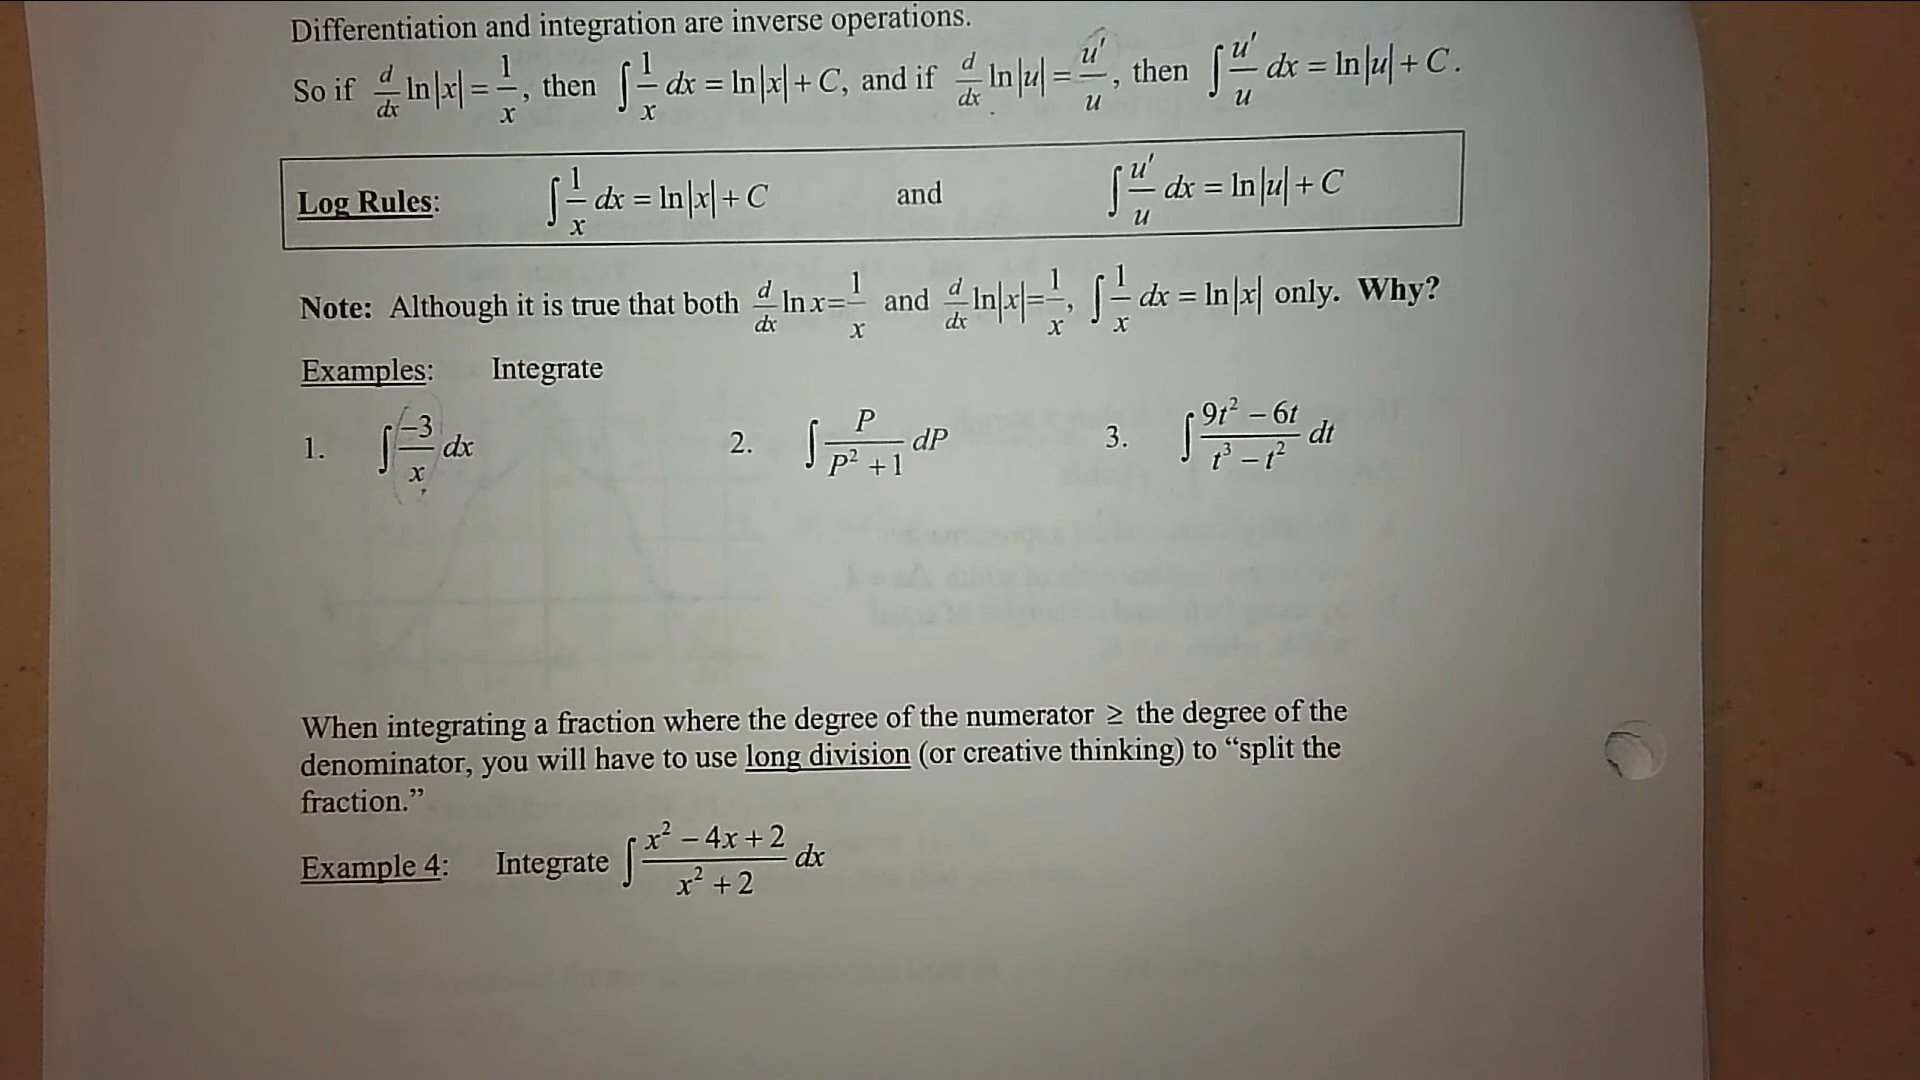 Differentiation and integration are inverse operations.
So if d/dx ln|x| = 1/x, then ∫ 1/x dx = ln|x| + C, and if d/dx ln|u| = u'/u, then ∫ u'/u dx = ln|u| + C.
Log Rules: ∫ 1/x dx = ln|x| + C and ∫ u'/u dx = ln|u| + C
Note: Although it is true that both d/dx ln x = 1/x and d/dx ln|x| = 1/x, ∫ 1/x dx = ln|x| only. Why?
Examples: Integrate
1. ∫ -3/x dx 2. ∫ P/(P² + 1) dP 3. ∫ (9t² − 6t)/(t³ − t²) dt
When integrating a fraction where the degree of the numerator ≥ the degree of the
denominator, you will have to use long division (or creative thinking) to “split the
fraction.”
Example 4: Integrate ∫ (x² − 4x + 2)/(x² + 2) dx